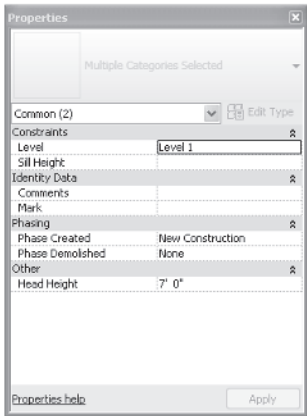 Properties
Multiple Categories Selected
Common (2)
Edit Type
Constraints
Level Level 1
Sill Height
Identity Data
Comments
Mark
Phasing
Phase Created New Construction
Phase Demolished None
Other
Head Height 7' 0"
Properties help Apply